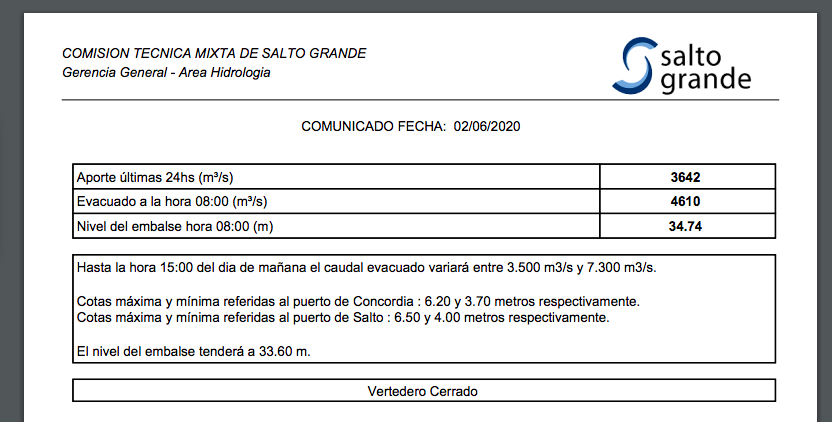 COMISION TECNICA MIXTA DE SALTO GRANDE
Gerencia General - Area Hidrologia
salto
grande
COMUNICADO FECHA: 02/06/2020
Aporte últimas 24hs (m³/s) 3642
Evacuado a la hora 08:00 (m³/s) 4610
Nivel del embalse hora 08:00 (m) 34.74
Hasta la hora 15:00 del dia de mañana el caudal evacuado variará entre 3.500 m3/s y 7.300 m3/s.
Cotas máxima y mínima referidas al puerto de Concordia : 6.20 y 3.70 metros respectivamente.
Cotas máxima y mínima referidas al puerto de Salto : 6.50 y 4.00 metros respectivamente.
El nivel del embalse tenderá a 33.60 m.
Vertedero Cerrado